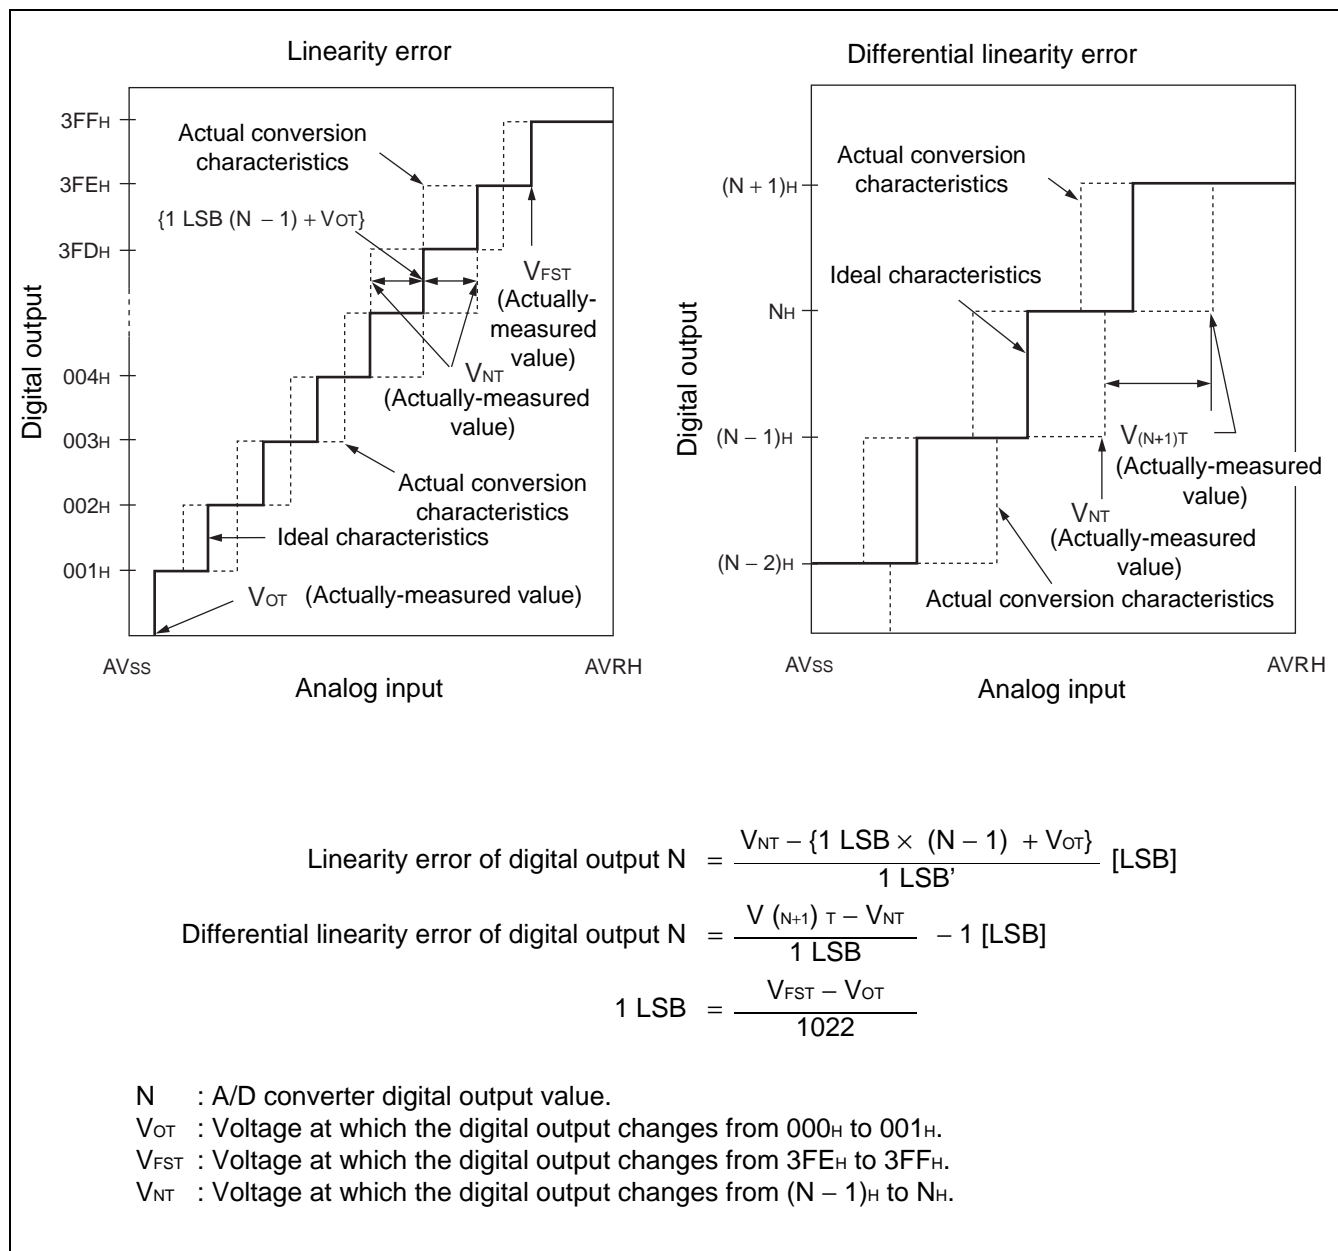 Linearity error
3FFH
3FEH
3FDH
004H
003H
002H
001H
Digital output
Actual conversion
characteristics
{1 LSB (N − 1) + VOT}
VFST
(Actually-
measured
value)
VNT
(Actually-measured
value)
Actual conversion
characteristics
Ideal characteristics
VOT (Actually-measured value)
AVSS
AVRH
Analog input
Differential linearity error
(N + 1)H
NH
(N − 1)H
(N − 2)H
Digital output
Actual conversion
characteristics
Ideal characteristics
V(N+1)T
(Actually-measured
value)
VNT
(Actually-measured
value)
Actual conversion characteristics
AVSS
AVRH
Analog input
Linearity error of digital output N = VNT − {1 LSB × (N − 1) + VOT} / 1 LSB' [LSB]
Differential linearity error of digital output N = V (N+1) T − VNT / 1 LSB − 1 [LSB]
1 LSB = VFST − VOT / 1022
N : A/D converter digital output value.
VOT : Voltage at which the digital output changes from 000H to 001H.
VFST : Voltage at which the digital output changes from 3FEH to 3FFH.
VNT : Voltage at which the digital output changes from (N − 1)H to NH.